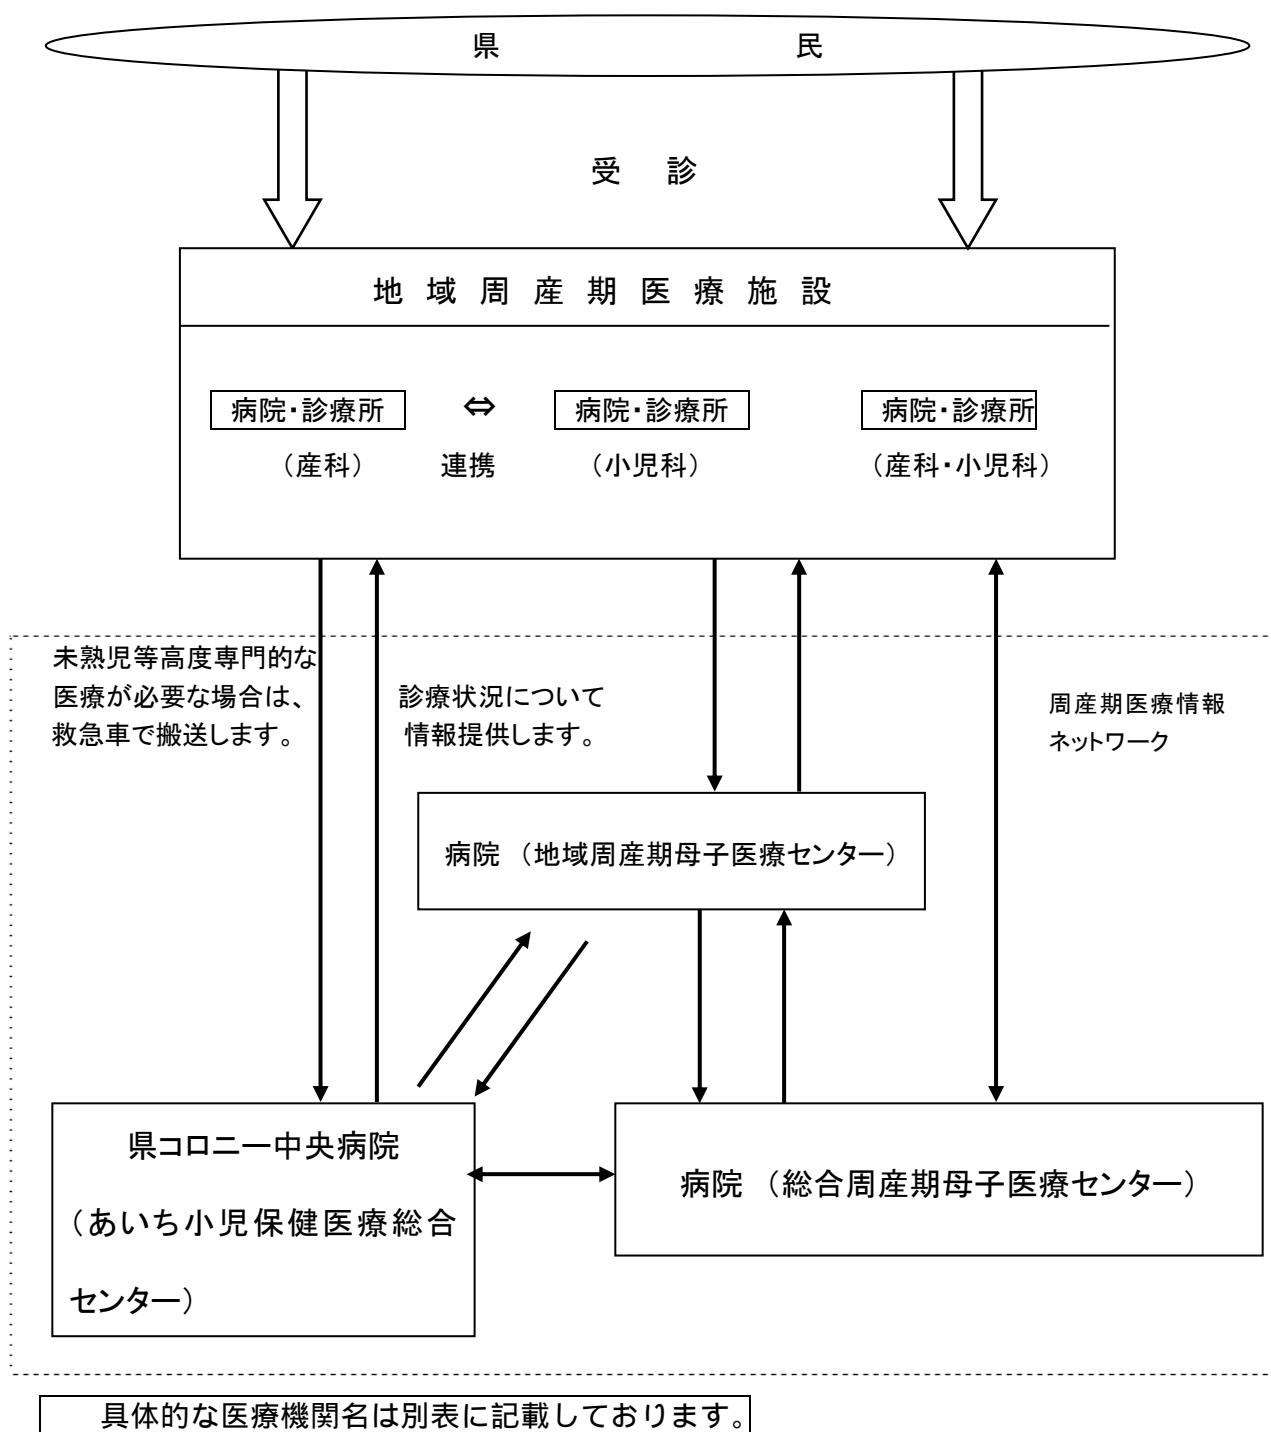 県　民
受　診
地域周産期医療施設
病院・診療所　⇔　病院・診療所　病院・診療所
（産科）　連携　（小児科）　（産科・小児科）
未熟児等高度専門的な
医療が必要な場合は、
救急車で搬送します。
診療状況について
情報提供します。
周産期医療情報
ネットワーク
病院（地域周産期母子医療センター）
県コロニー中央病院
（あいち小児保健医療総合
センター）
病院（総合周産期母子医療センター）
具体的な医療機関名は別表に記載しております。